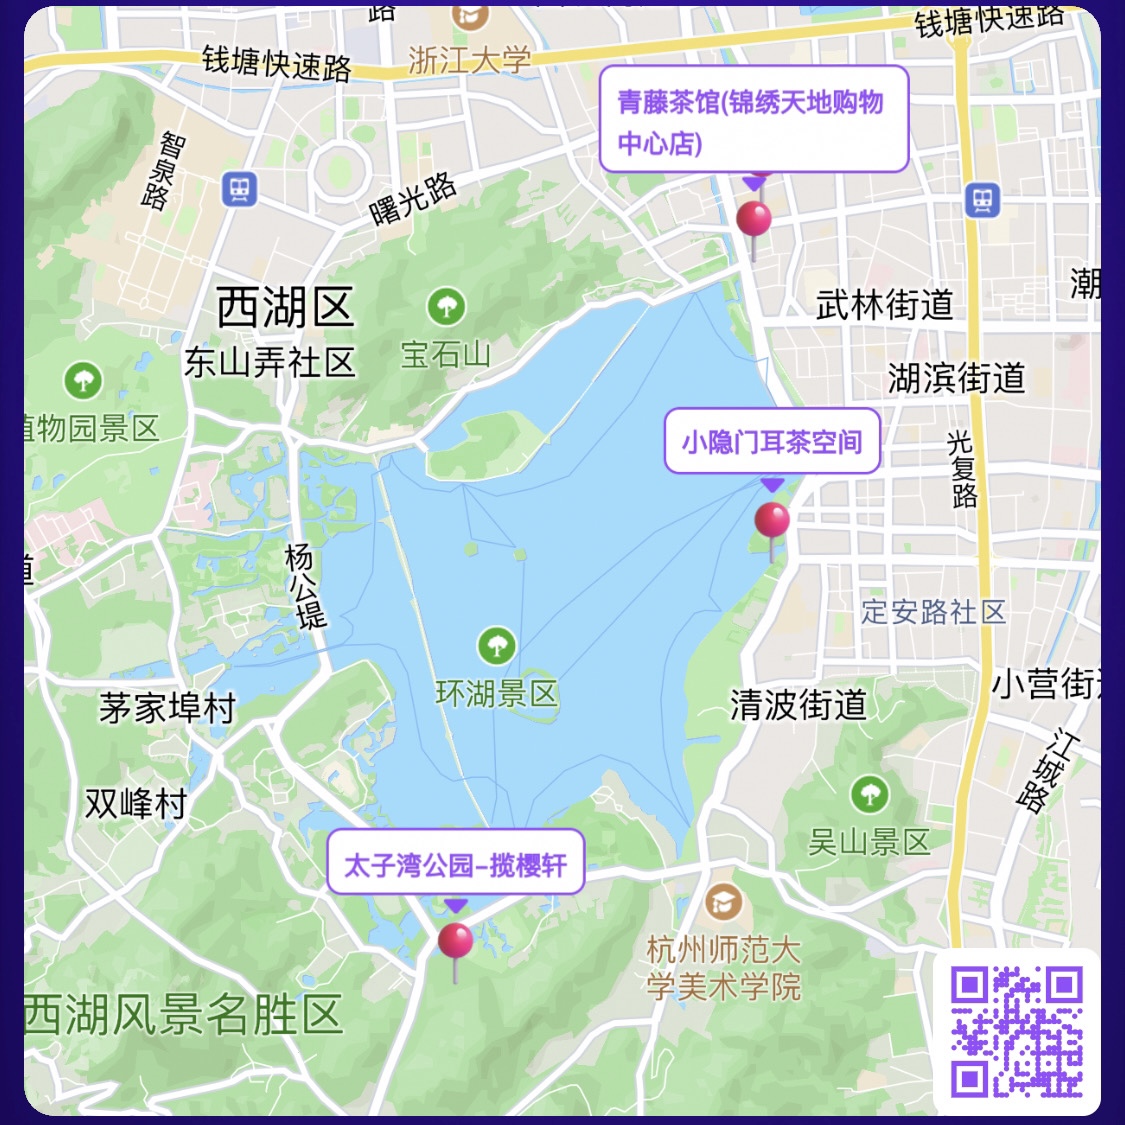 路
浙江大学
钱塘快速路
钱塘快速路
青藤茶馆(锦绣天地购物
中心店)
智泉路
曙光路
西湖区
东山弄社区
宝石山
武林街道
潮
湖滨街道
植物园景区
小隐门耳茶空间
光复路
道
杨公堤
定安路社区
环湖景区
小营街道
茅家埠村
清波街道
江城路
双峰村
吴山景区
太子湾公园-揽樱轩
杭州师范大
学美术学院
西湖风景名胜区